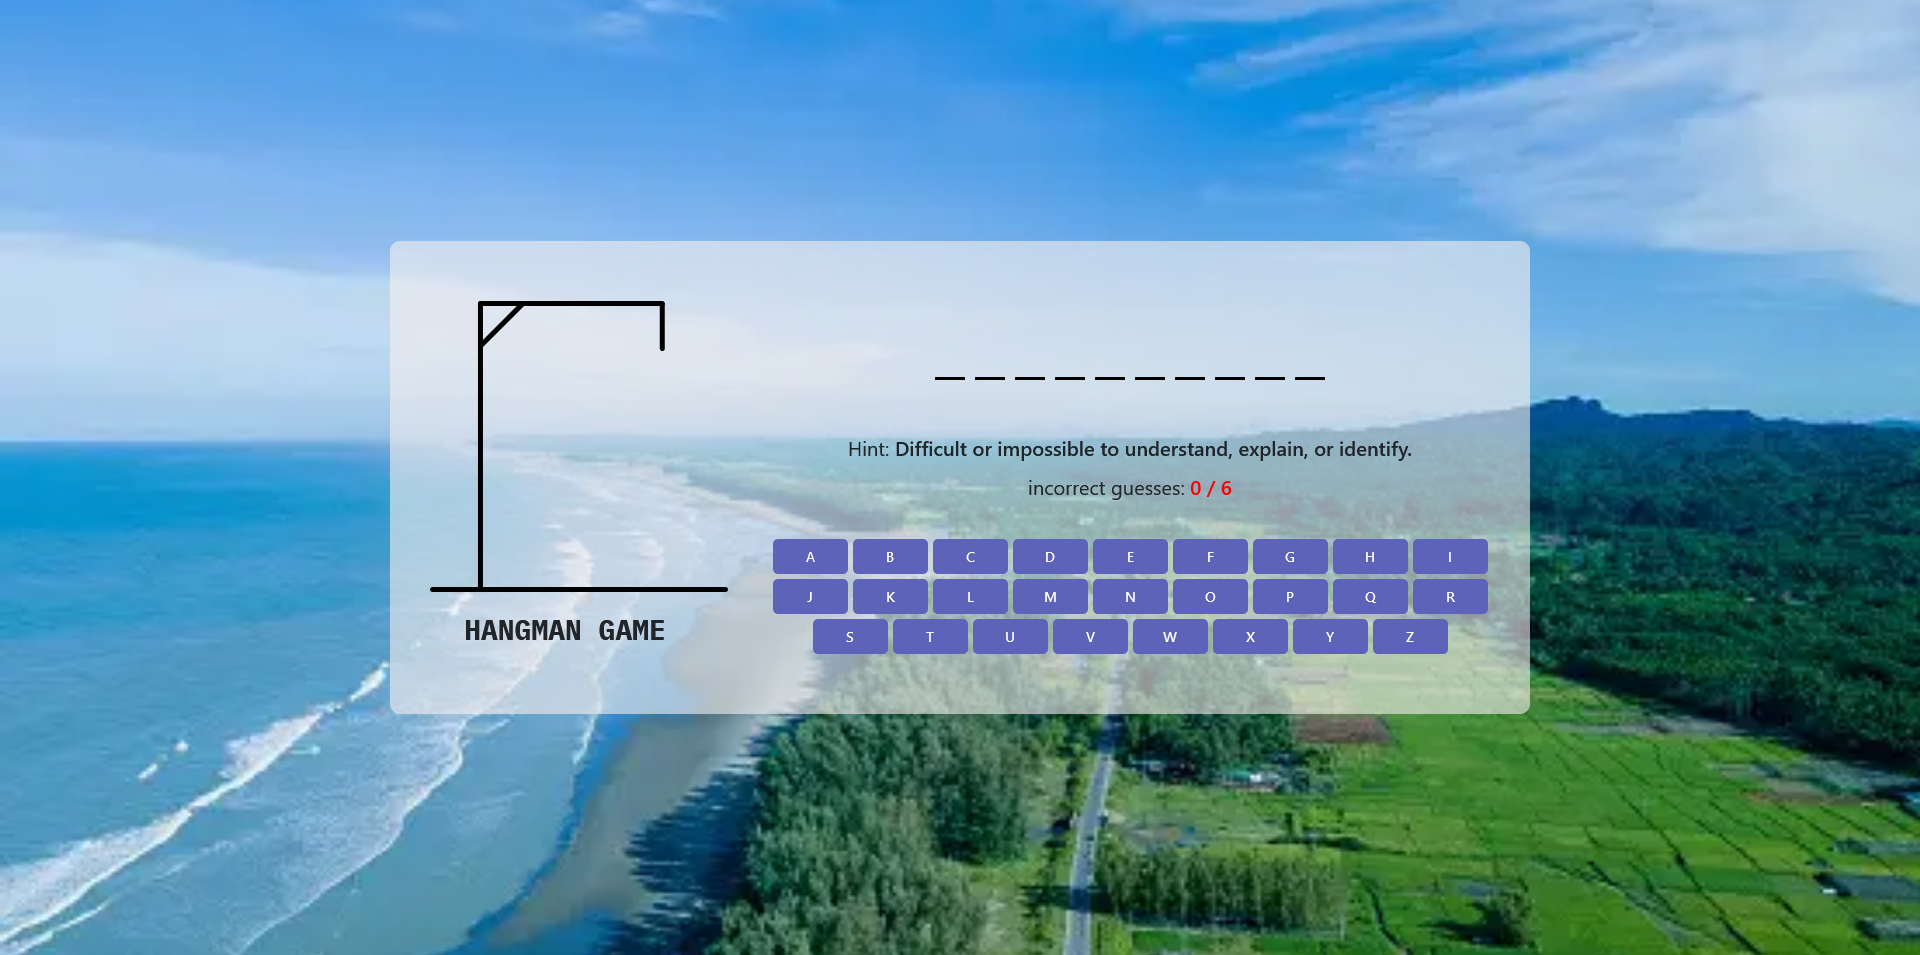 Hint: Difficult or impossible to understand, explain, or identify.
incorrect guesses: 0 / 6
A B C D E F G H I
J K L M N O P Q R
S T U V W X Y Z
HANGMAN GAME